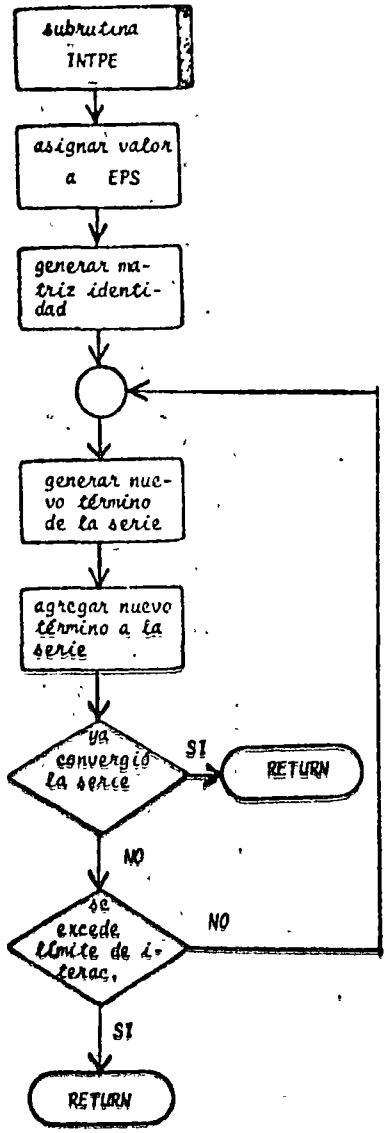 subrutina
INTPE
asignar valor
a EPS
generar ma-
triz identi-
dad
generar nue-
vo término
de la serie
agregar nuevo
término a la
serie
ya
convergió
la serie
SI
RETURN
NO
se
excede
límite de i-
terac.
NO
SI
RETURN